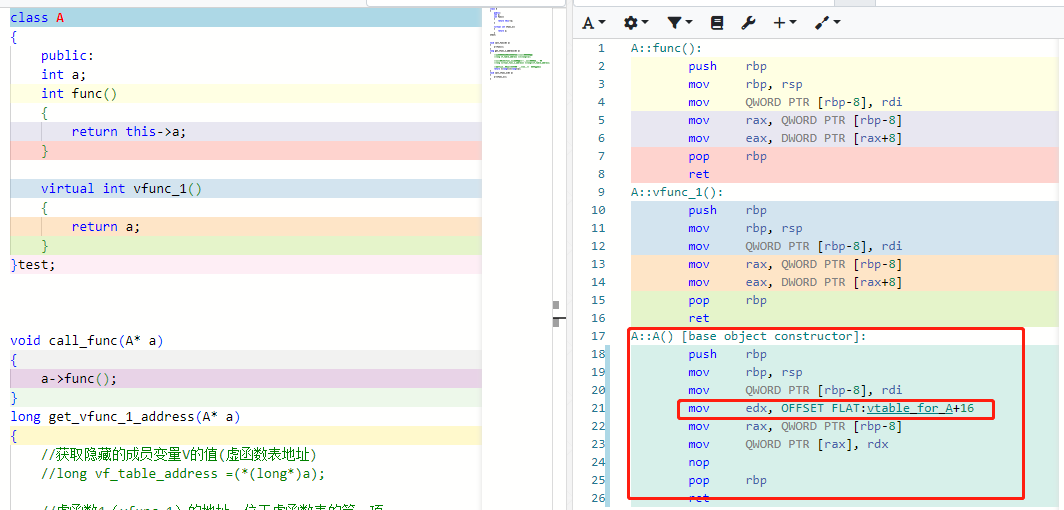 class A
{
public:
int a;
int func()
{
return this->a;
}
virtual int vfunc_1()
{
return a;
}
}test;
void call_func(A* a)
{
a->func();
}
long get_vfunc_1_address(A* a)
{
//获取隐藏的成员变量V的值(虚函数表地址)
//long vf_table_address =(*(long*)a);
A
1 A::func():
2 push rbp
3 mov rbp, rsp
4 mov QWORD PTR [rbp-8], rdi
5 mov rax, QWORD PTR [rbp-8]
6 mov eax, DWORD PTR [rax+8]
7 pop rbp
8 ret
9 A::vfunc_1():
10 push rbp
11 mov rbp, rsp
12 mov QWORD PTR [rbp-8], rdi
13 mov rax, QWORD PTR [rbp-8]
14 mov eax, DWORD PTR [rax+8]
15 pop rbp
16 ret
17 A::A() [base object constructor]:
18 push rbp
19 mov rbp, rsp
20 mov QWORD PTR [rbp-8], rdi
21 mov edx, OFFSET FLAT:vtable_for_A+16
22 mov rax, QWORD PTR [rbp-8]
23 mov QWORD PTR [rax], rdx
24 nop
25 pop rbp
26 ret